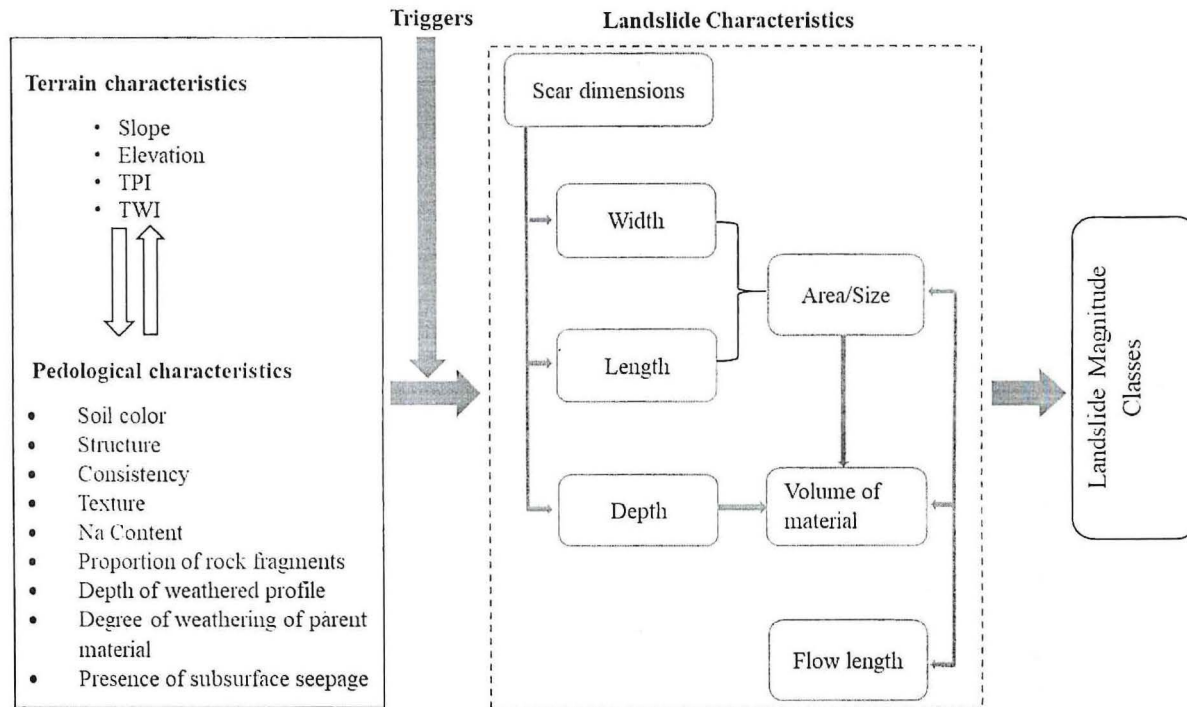 Triggers
Landslide Characteristics
Terrain characteristics
• Slope
• Elevation
• TPI
• TWI
Pedological characteristics
• Soil color
• Structure
• Consistency
• Texture
• Na Content
• Proportion of rock fragments
• Depth of weathered profile
• Degree of weathering of parent
material
• Presence of subsurface seepage
Scar dimensions
Width
Length
Depth
Area/Size
Volume of
material
Flow length
Landslide Magnitude
Classes